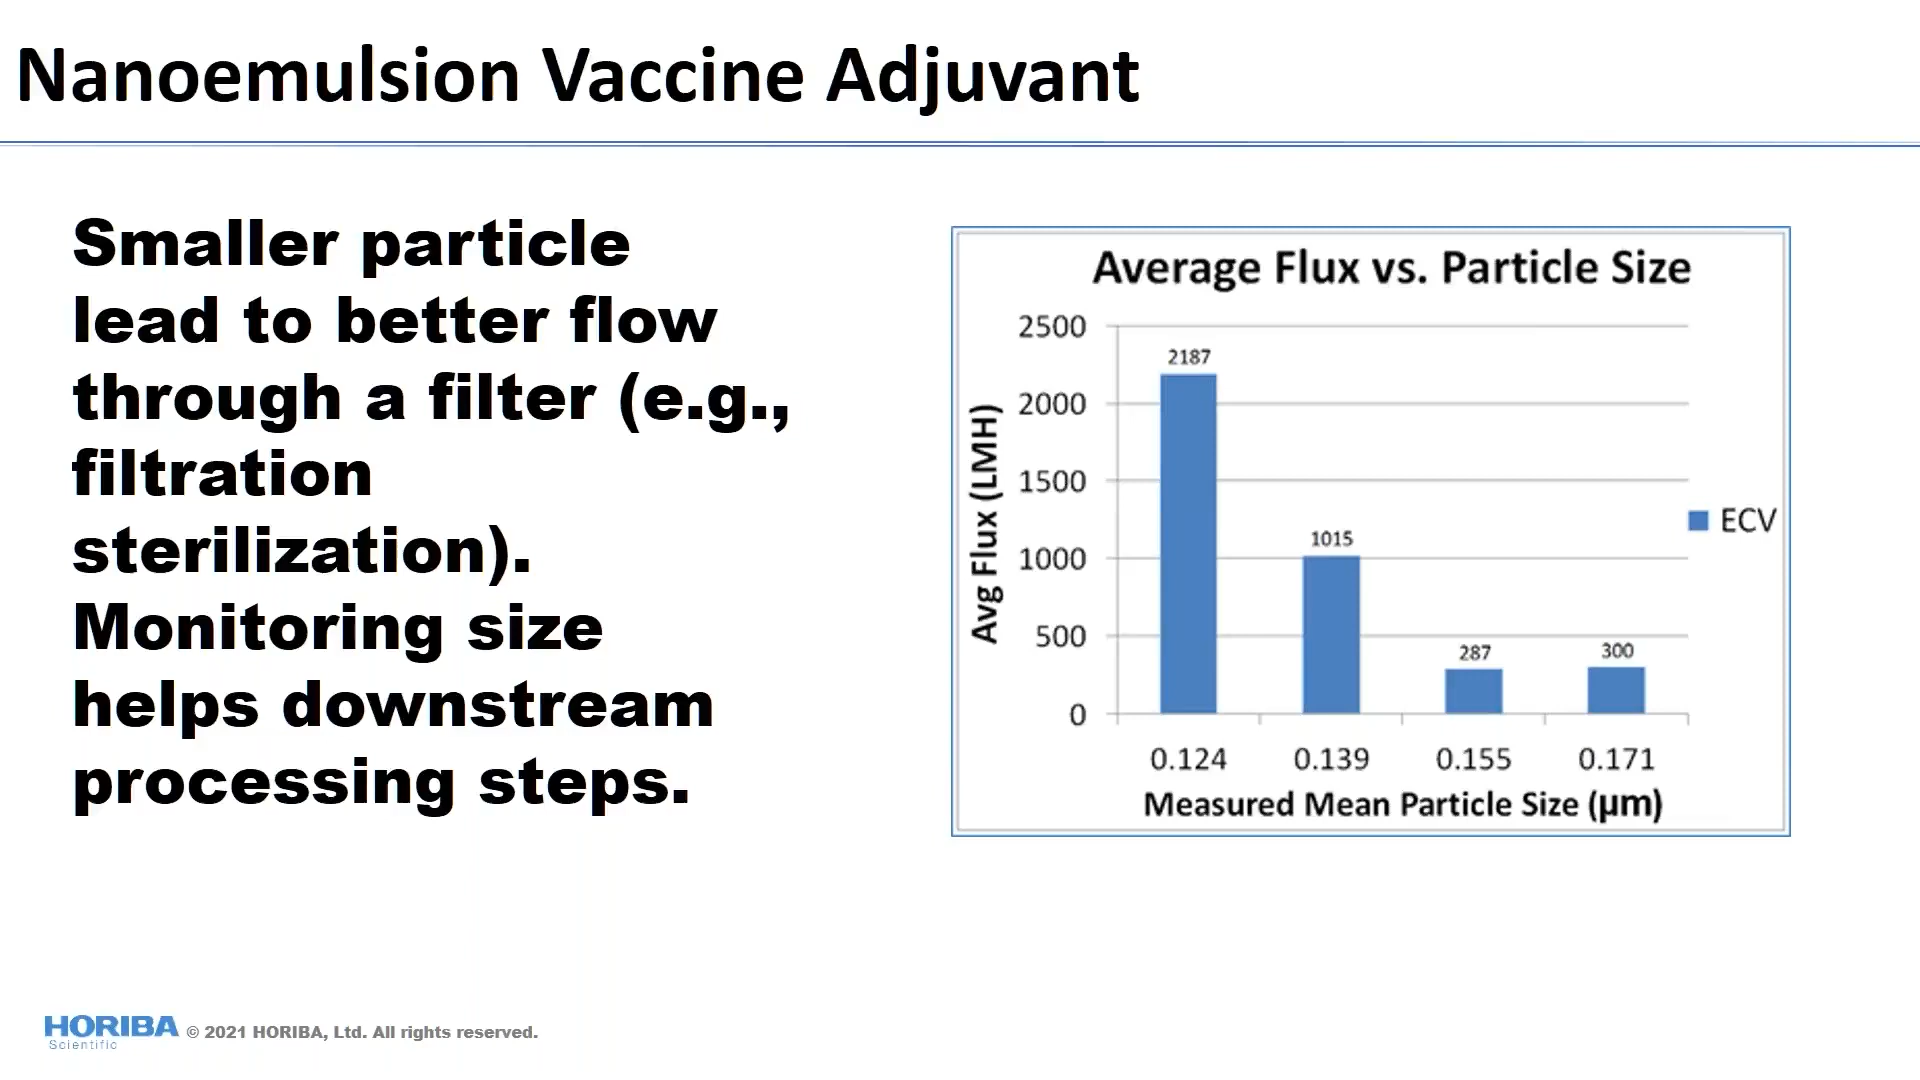 Nanoemulsion Vaccine Adjuvant
Smaller particle
lead to better flow
through a filter (e.g.,
filtration
sterilization).
Monitoring size
helps downstream
processing steps.
Average Flux vs. Particle Size
Avg Flux (LMH)
2500
2000
1500
1000
500
0
2187
1015
287
300
ECV
0.124 0.139 0.155 0.171
Measured Mean Particle Size (µm)
HORIBA
Scientific
© 2021 HORIBA, Ltd. All rights reserved.